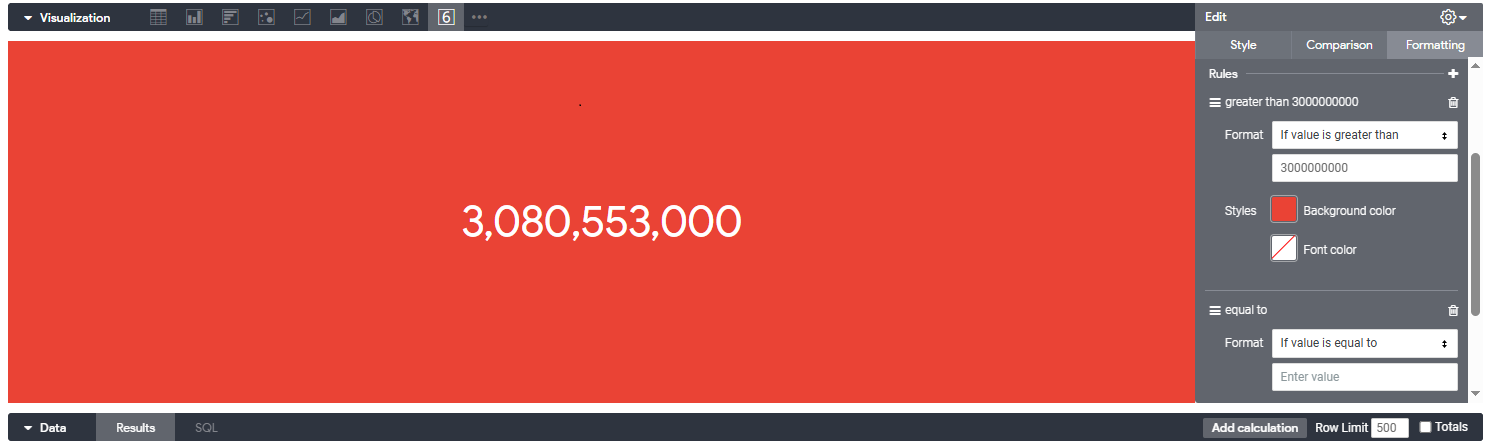 Visualization
6
Edit
Style Comparison Formatting
Rules
greater than 3000000000
Format If value is greater than
3000000000
Styles Background color
Font color
3,080,553,000
equal to
Format If value is equal to
Enter value
Data Results SQL Add calculation Row Limit 500 Totals